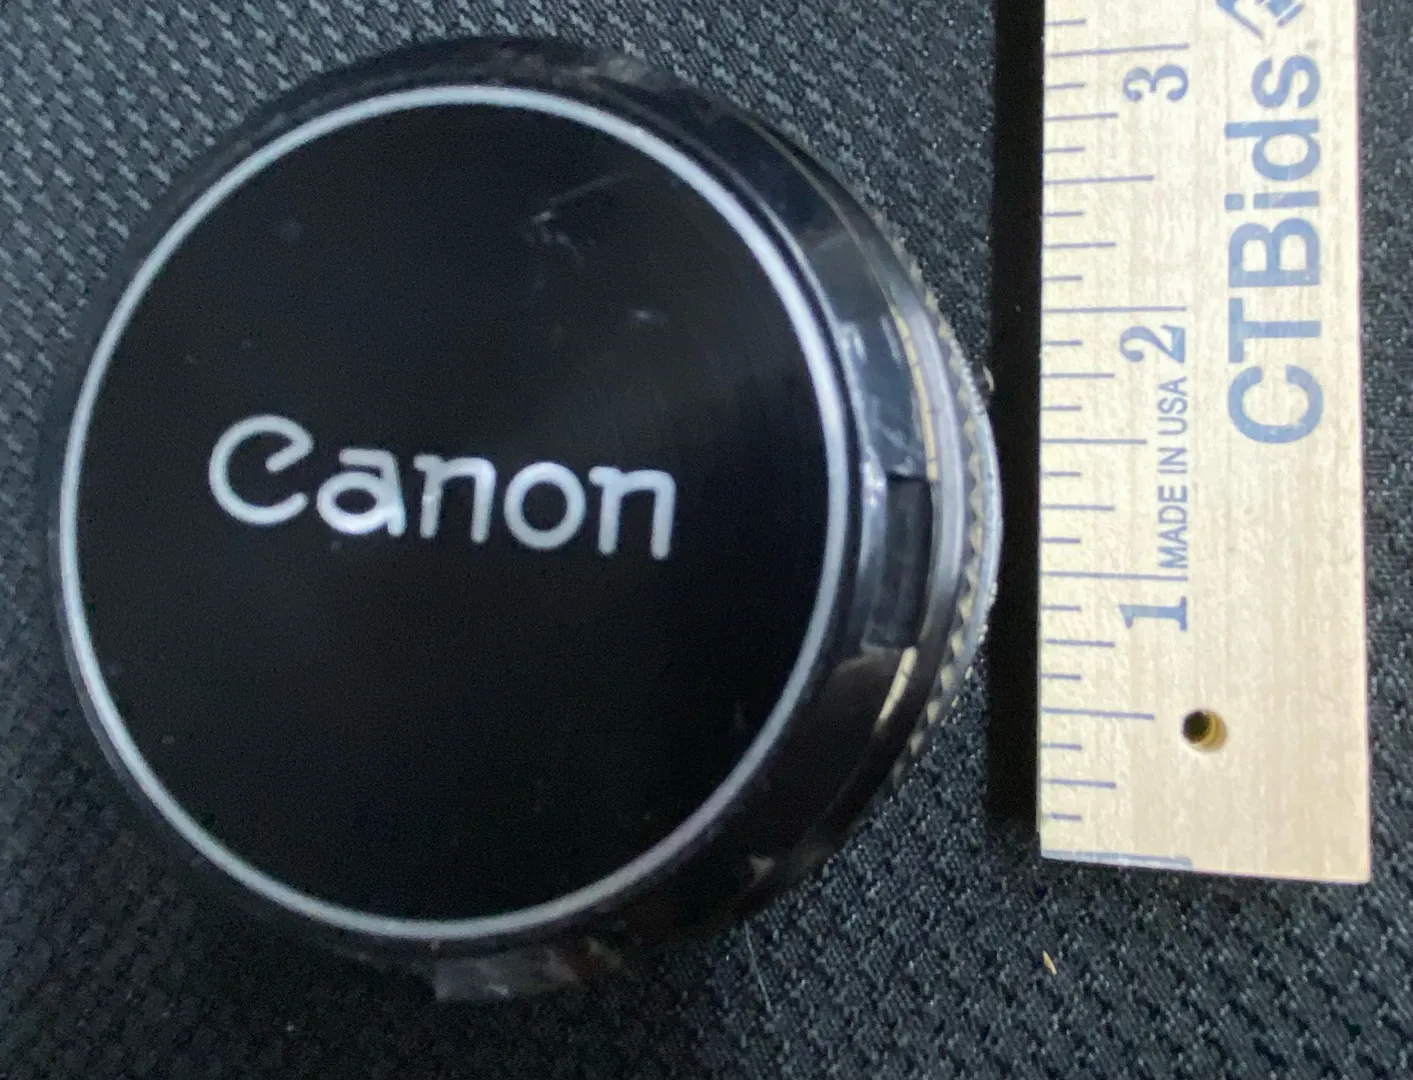 Canon
1 2 3
MADE IN USA
CTBids